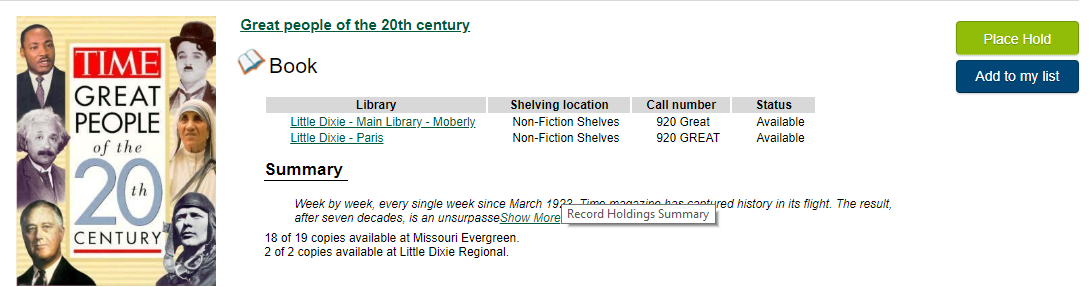 TIME
GREAT
PEOPLE
of the
20th
CENTURY
Great people of the 20th century
Book
Place Hold
Add to my list
Library Shelving location Call number Status
Little Dixie - Main Library - Moberly Non-Fiction Shelves 920 Great Available
Little Dixie - Paris Non-Fiction Shelves 920 GREAT Available
Summary
Week by week, every single week since March 1923, Time magazine has captured history in its flight. The result,
after seven decades, is an unsurpasseShow More
Record Holdings Summary
18 of 19 copies available at Missouri Evergreen.
2 of 2 copies available at Little Dixie Regional.